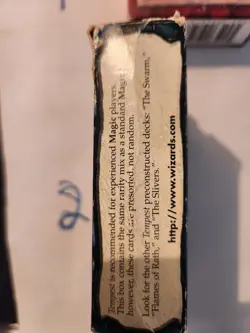 Tempest is recommended for experienced Magic players.
This box contains the same rarity mix as a standard Magic
however, these cards are presorted, not random.
Look for the other Tempest preconstructed decks: "The Swarm,"
"Flames of Rath," and "The Slivers."
http://www.wizards.com
2